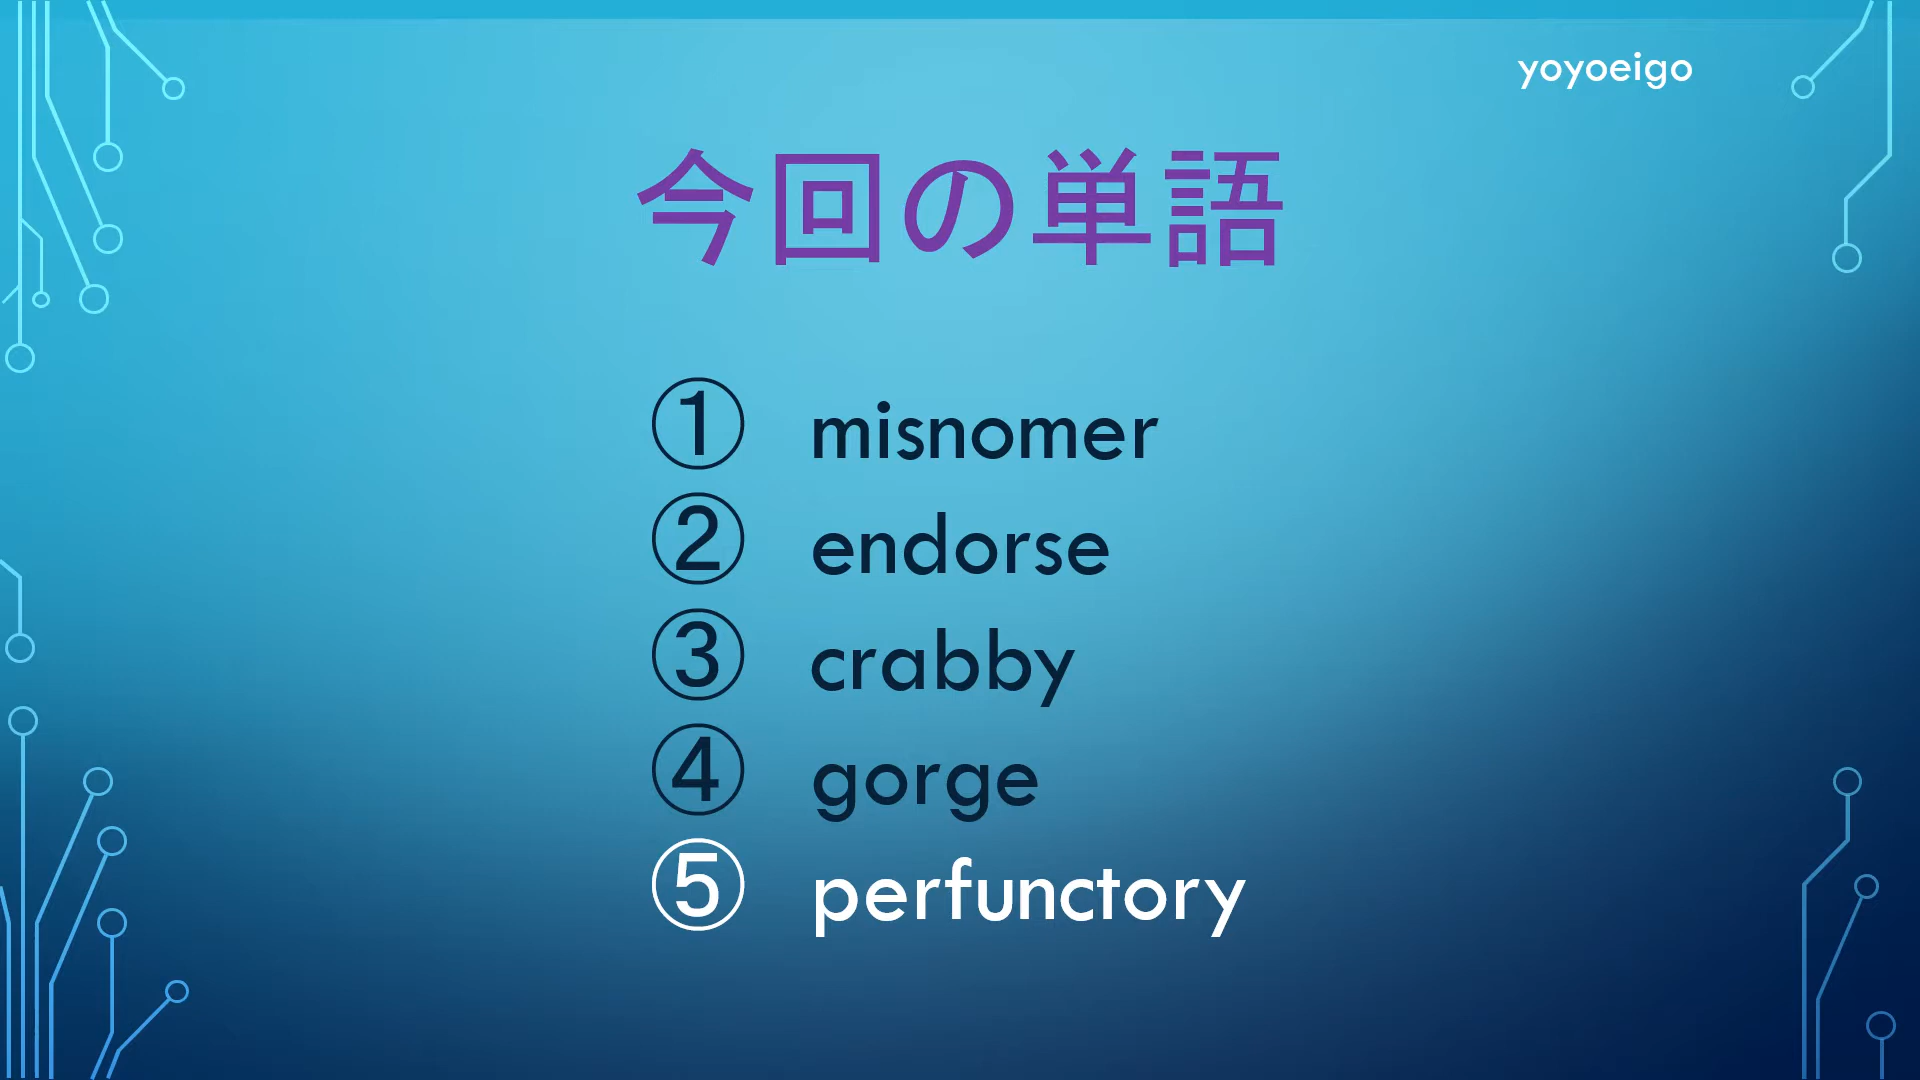 yoyoeigo
今回の単語
① misnomer
② endorse
③ crabby
④ gorge
⑤ perfunctory